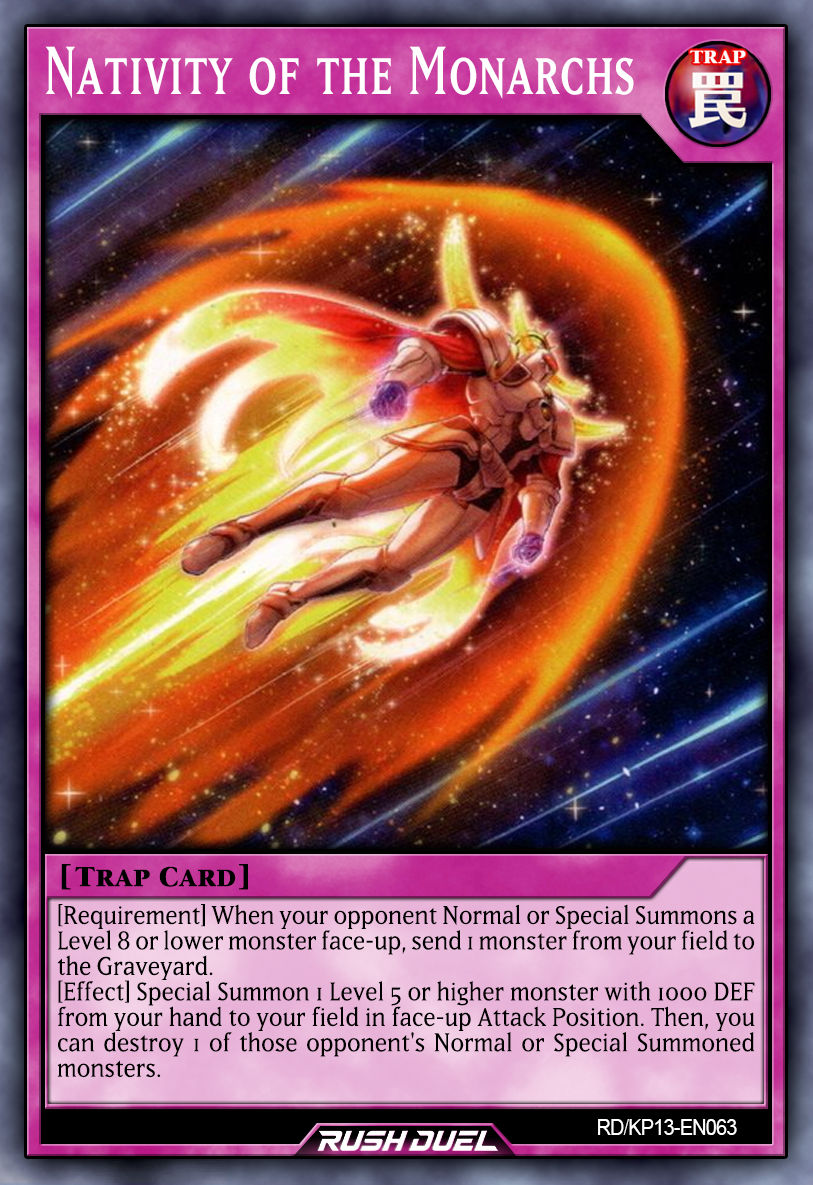 Nativity of the Monarchs
TRAP
罠
[Trap Card]
[Requirement] When your opponent Normal or Special Summons a
Level 8 or lower monster face-up, send 1 monster from your field to
the Graveyard.
[Effect] Special Summon 1 Level 5 or higher monster with 1000 DEF
from your hand to your field in face-up Attack Position. Then, you
can destroy 1 of those opponent's Normal or Special Summoned
monsters.
RD/KP13-EN063
RUSH DUEL